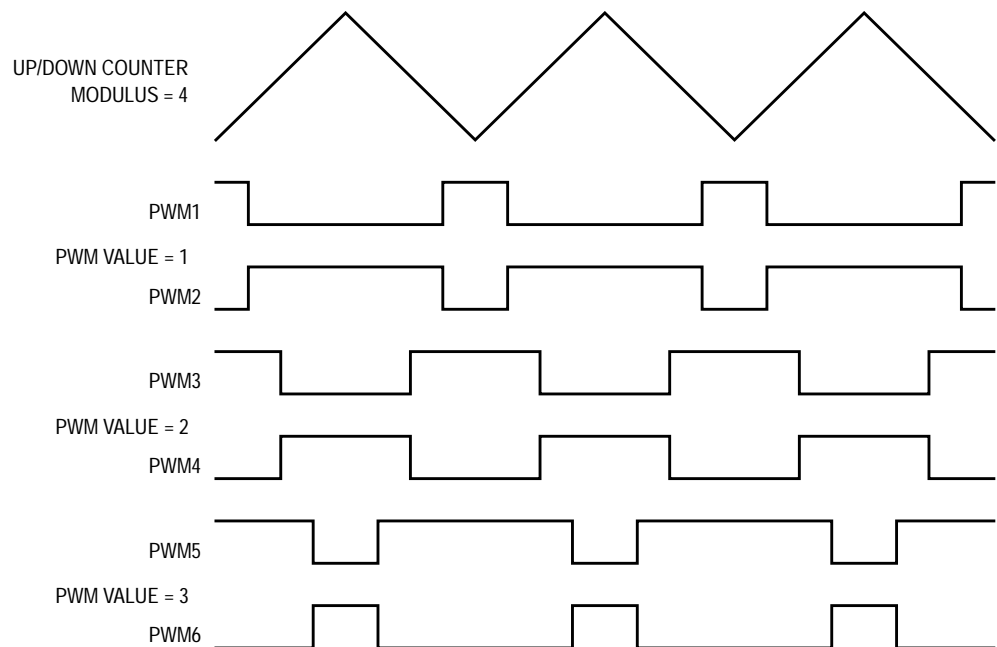 UP/DOWN COUNTER
MODULUS = 4
PWM1
PWM VALUE = 1
PWM2
PWM3
PWM VALUE = 2
PWM4
PWM5
PWM VALUE = 3
PWM6